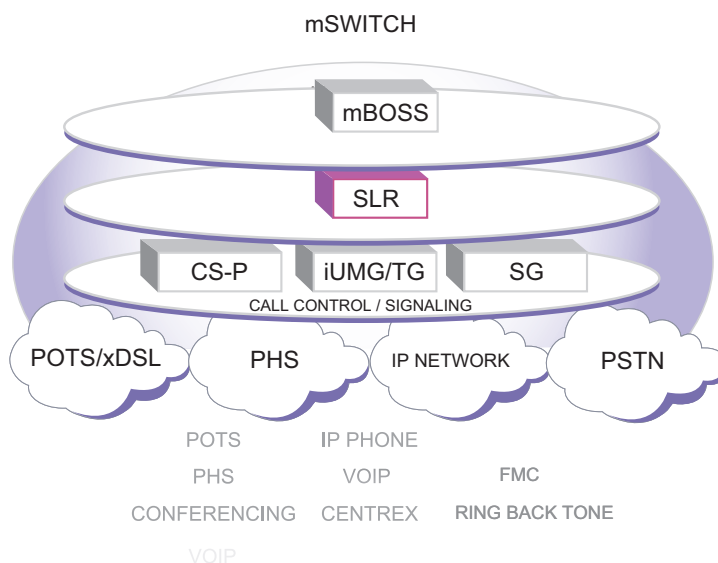 mSWITCH
mBOSS
SLR
CS-P iUMG/TG SG
CALL CONTROL / SIGNALING
POTS/xDSL PHS IP NETWORK PSTN
POTS IP PHONE
PHS VOIP FMC
CONFERENCING CENTREX RING BACK TONE
VOIP